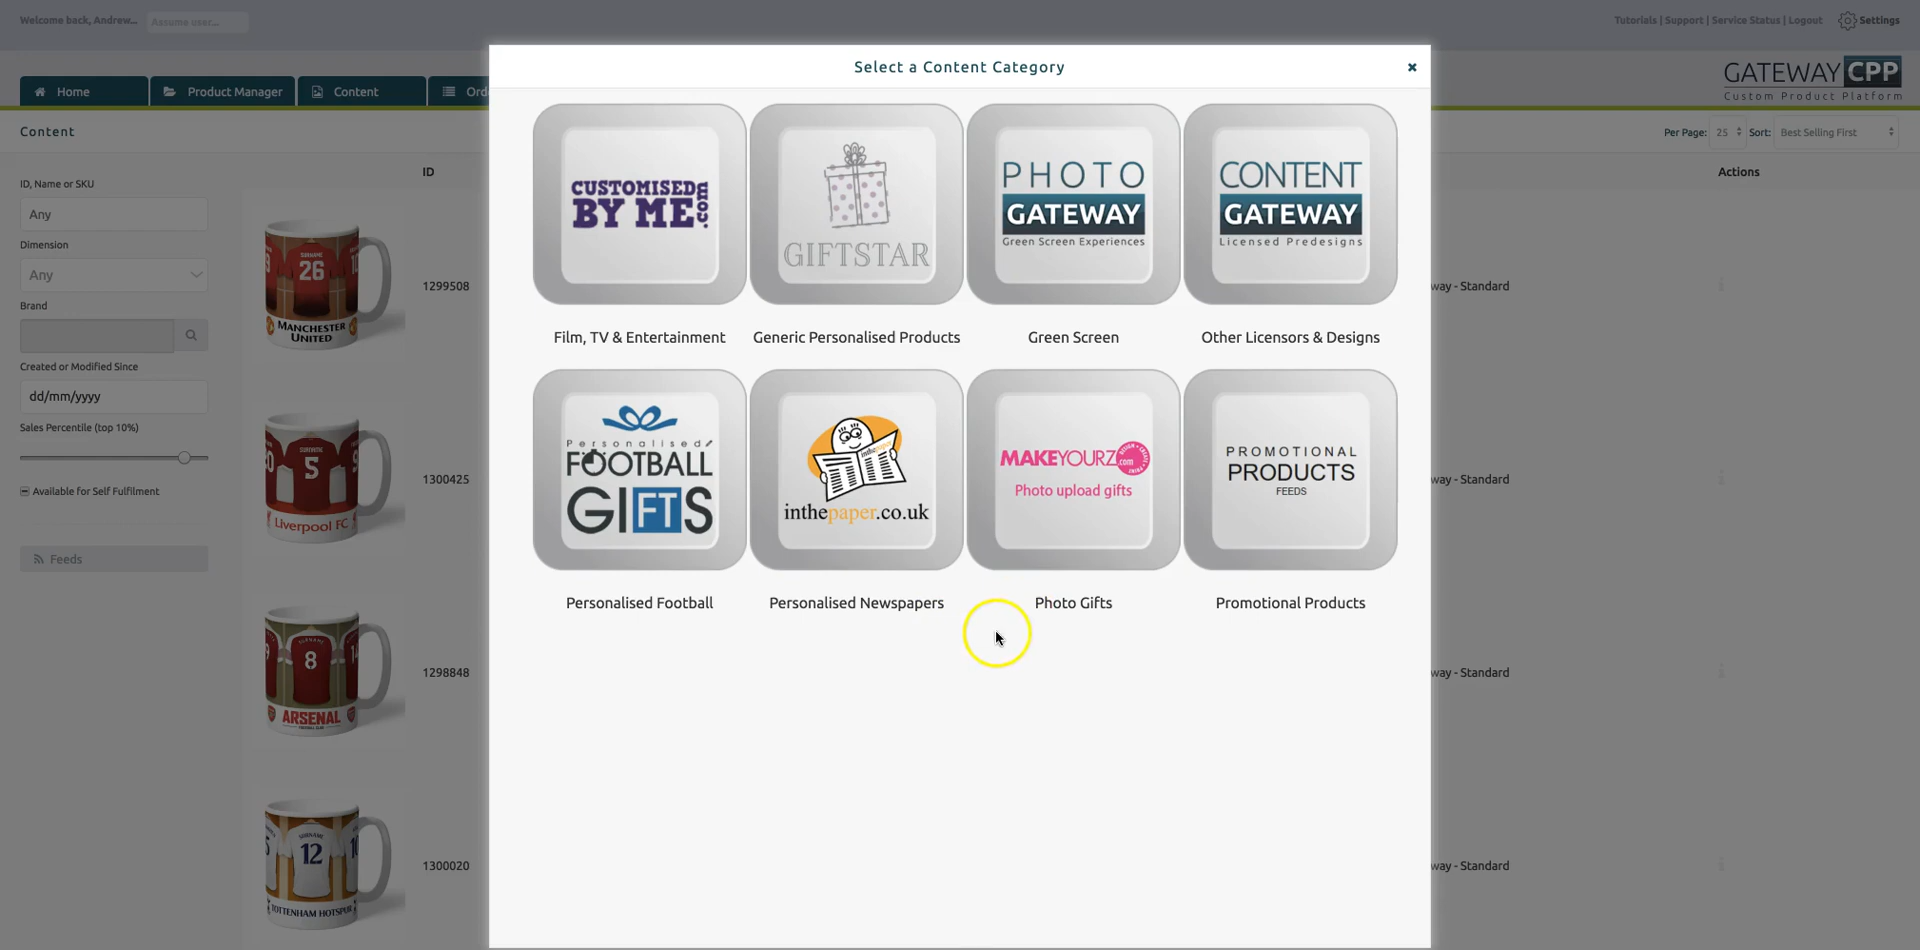 Welcome back, Andrew...
Assume user...
Tutorials | Support | Service Status | Logout
Settings
Home
Product Manager
Content
GATEWAY CPP
Custom Product Platform
Content
Per Page: 25
Sort: Best Selling First
ID, Name or SKU
Any
Dimension
Any
Brand
Created or Modified Since
dd/mm/yyyy
Sales Percentile (top 10%)
Available for Self Fulfilment
Feeds
ID
Actions
SURNAME
26
MANCHESTER
UNITED
1299508
way - Standard
SURNAME
5
Liverpool FC
1300425
way - Standard
SURNAME
8
ARSENAL
1298848
way - Standard
SURNAME
12
TOTTENHAM HOTSPUR
1300020
way - Standard
Select a Content Category
CUSTOMISED
BY ME.com
Film, TV & Entertainment
GIFTSTAR
Generic Personalised Products
PHOTO
GATEWAY
Green Screen Experiences
Green Screen
CONTENT
GATEWAY
Licensed Predesigns
Other Licensors & Designs
Personalised
FOOTBALL
GIFTS
Personalised Football
inthepaper.co.uk
Personalised Newspapers
MAKEYOURZ.com
Photo upload gifts
Photo Gifts
PROMOTIONAL
PRODUCTS
FEEDS
Promotional Products